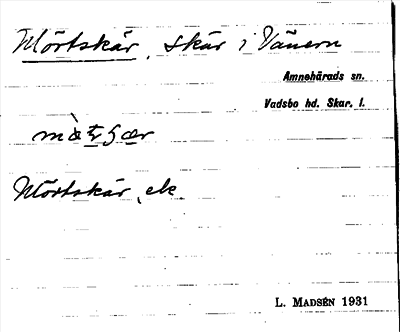 Mörtskär, skär i Vänern
Amnehärads sn.
Vadsbo hd. Skar. l.
Mörtskär, ek
L. MADSÉN 1931